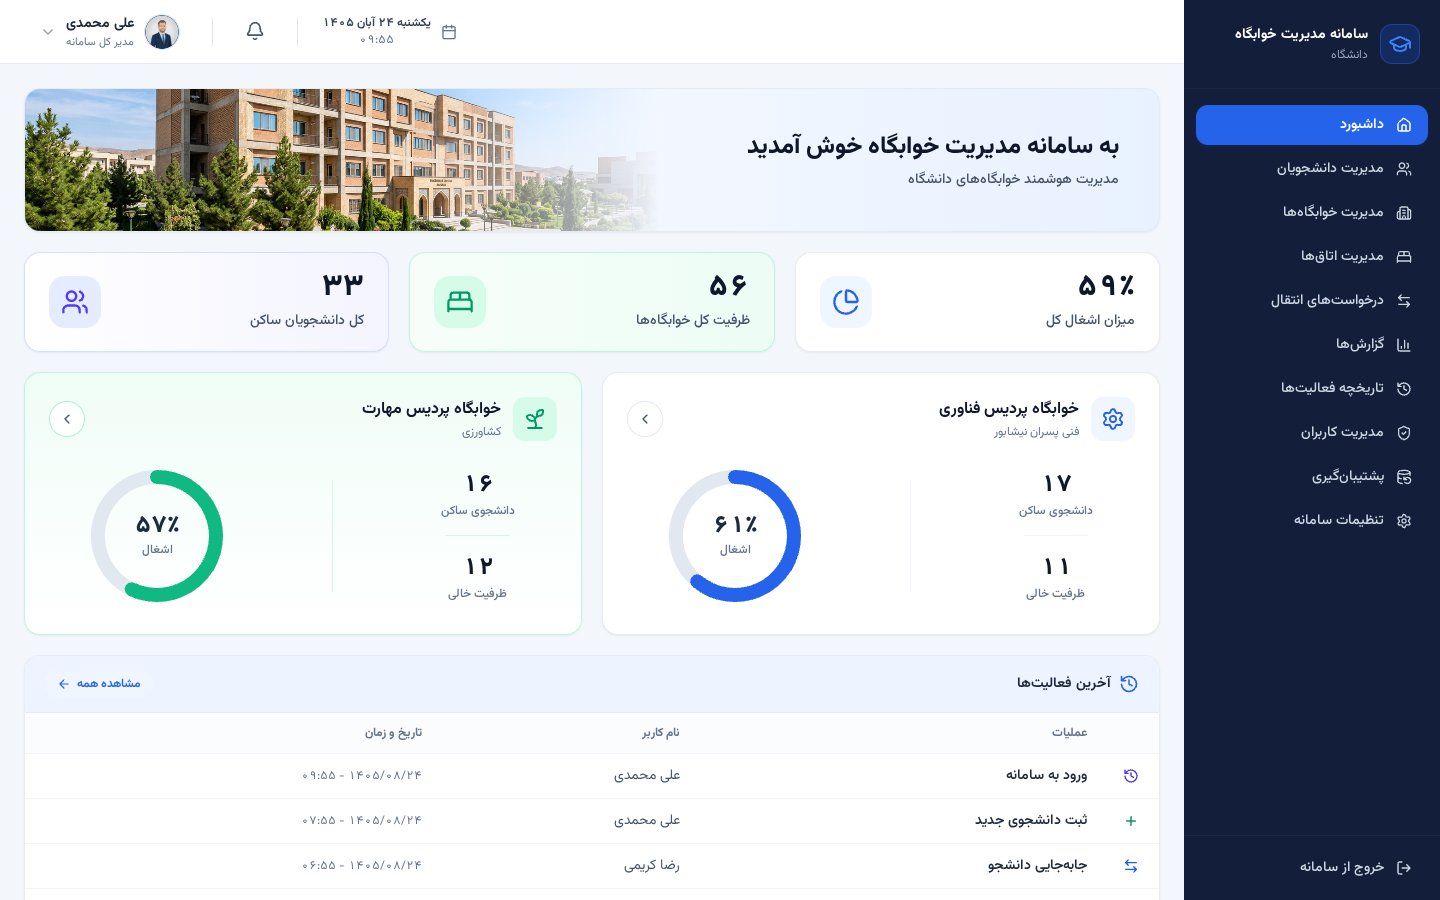 سامانه مدیریت خوابگاه
دانشگاه
داشبورد
مدیریت دانشجویان
مدیریت خوابگاه‌ها
مدیریت اتاق‌ها
درخواست‌های انتقال
گزارش‌ها
تاریخچه فعالیت‌ها
مدیریت کاربران
پشتیبان‌گیری
تنظیمات سامانه
خروج از سامانه
یکشنبه ۲۴ آبان ۱۴۰۵
۰۹:۵۵
علی محمدی
مدیر کل سامانه
به سامانه مدیریت خوابگاه خوش آمدید
مدیریت هوشمند خوابگاه‌های دانشگاه
۵۹٪
میزان اشغال کل
۵۶
ظرفیت کل خوابگاه‌ها
۳۳
کل دانشجویان ساکن
خوابگاه پردیس فناوری
فنی پسران نیشابور
۱۷
دانشجوی ساکن
۱۱
ظرفیت خالی
۶۱٪
اشغال
خوابگاه پردیس مهارت
کشاورزی
۱۶
دانشجوی ساکن
۱۲
ظرفیت خالی
۵۷٪
اشغال
آخرین فعالیت‌ها
مشاهده همه
عملیات نام کاربر تاریخ و زمان
ورود به سامانه علی محمدی ۱۴۰۵/۰۸/۲۴ - ۰۹:۵۵
ثبت دانشجوی جدید علی محمدی ۱۴۰۵/۰۸/۲۴ - ۰۷:۵۵
جابه‌جایی دانشجو رضا کریمی ۱۴۰۵/۰۸/۲۴ - ۰۶:۵۵